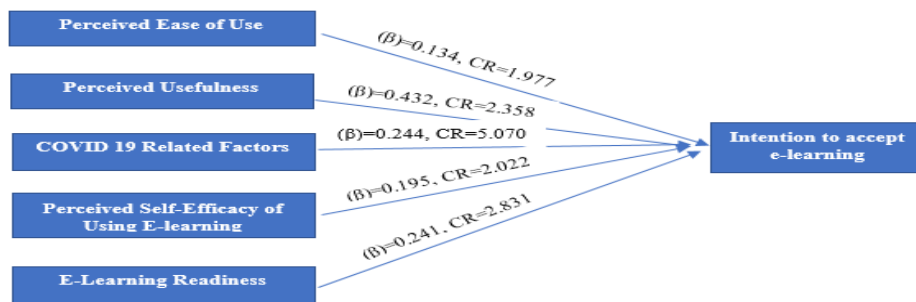 Perceived Ease of Use
(β)=0.134, CR=1.977
Perceived Usefulness
(β)=0.432, CR=2.358
COVID 19 Related Factors
(β)=0.244, CR=5.070
Intention to accept
e-learning
Perceived Self-Efficacy of
Using E-learning
(β)=0.195, CR=2.022
E-Learning Readiness
(β)=0.241, CR=2.831